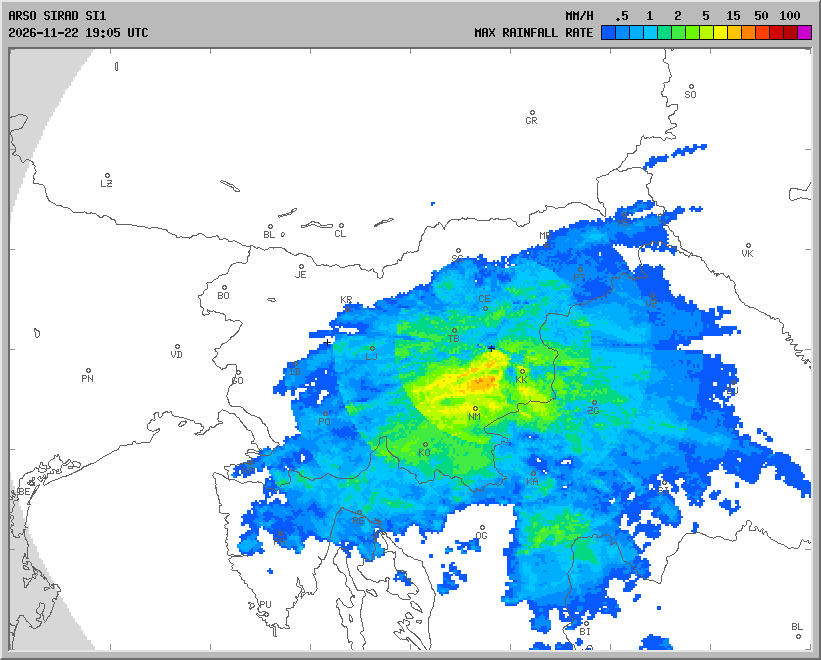 ARSO SIRAD SI1
2026-11-22 19:05 UTC
MM/H .5 1 2 5 15 50 100
MAX RAINFALL RATE
SO
GR
LZ
BL
CL
VK
JE
BO
KR
CE
TB
LJ
VD
PN
GO
KK
NM
ZG
KO
BE
OG
PU
BI
BL